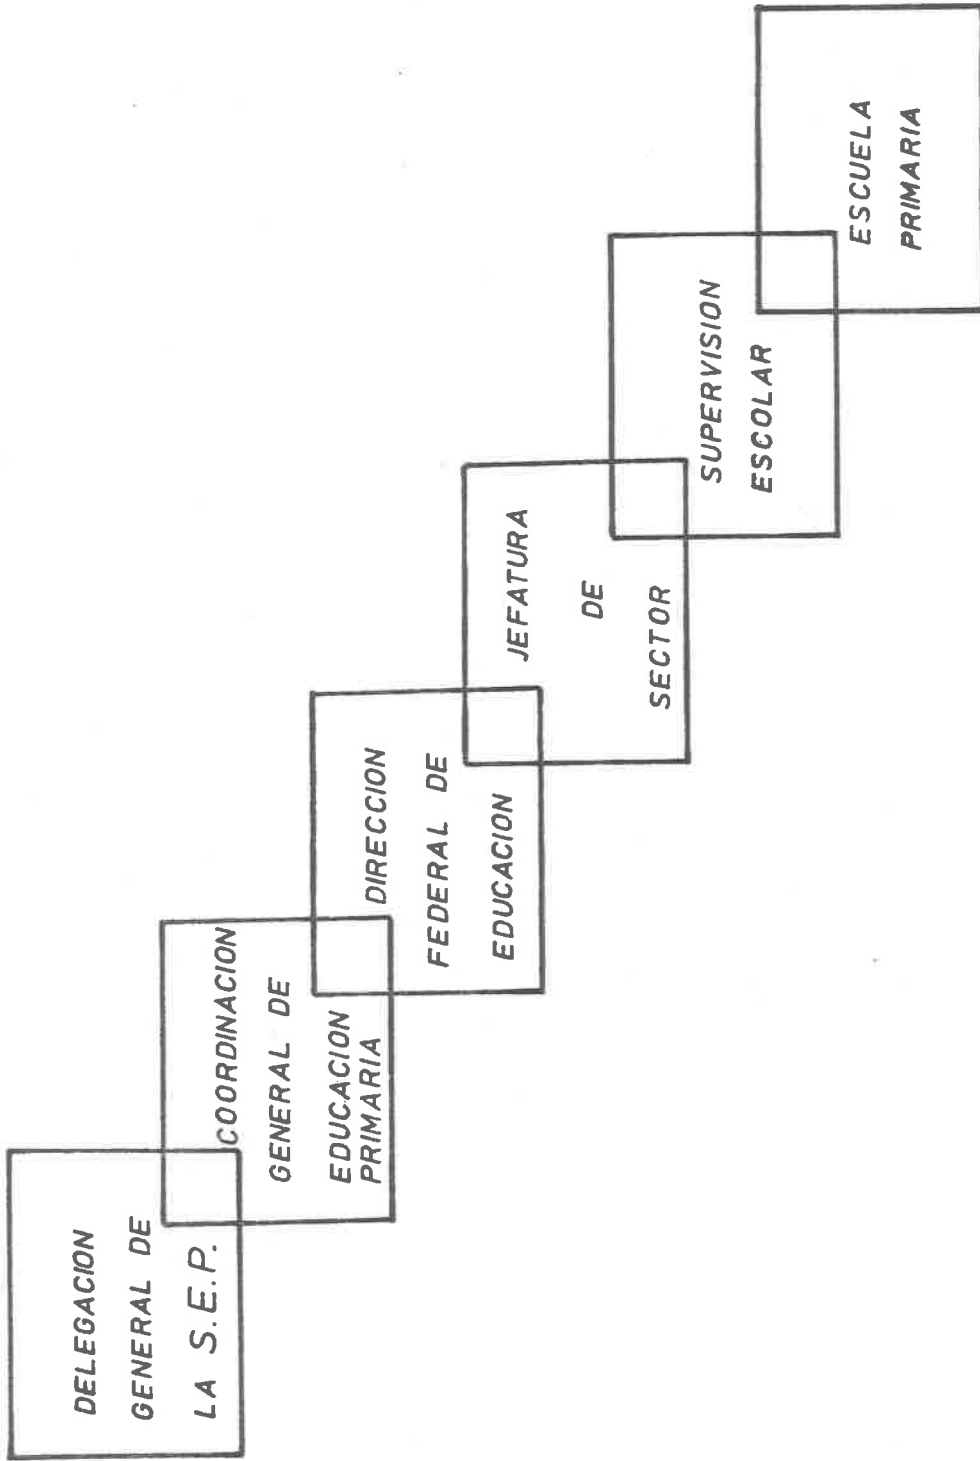 DELEGACION
GENERAL DE
LA S.E.P.
COORDINACION
GENERAL DE
EDUCACION
PRIMARIA
DIRECCION
FEDERAL DE
EDUCACION
JEFATURA
DE
SECTOR
SUPERVISION
ESCOLAR
ESCUELA
PRIMARIA